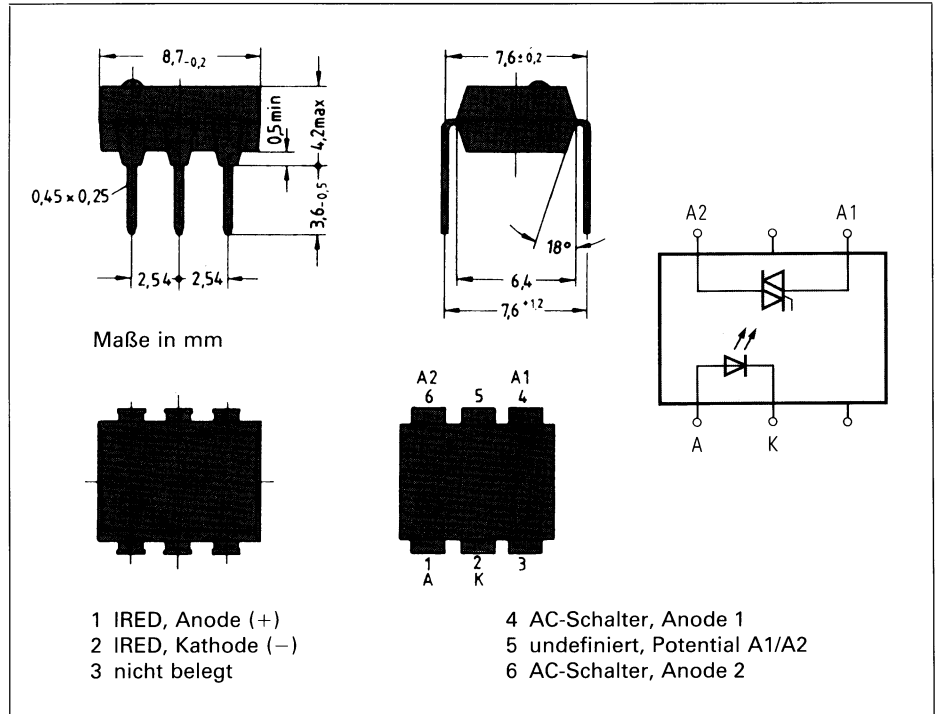 8,7-0,2
0,5min
4,2max
0,45 × 0,25
3,6-0,5
2,54 2,54
7,6±0,2
18°
6,4
7,6 +1,2
A2 A1
A K
Maße in mm
A2 A1
6 5 4
1 2 3
A K
1 IRED, Anode (+)
2 IRED, Kathode (−)
3 nicht belegt
4 AC-Schalter, Anode 1
5 undefiniert, Potential A1/A2
6 AC-Schalter, Anode 2